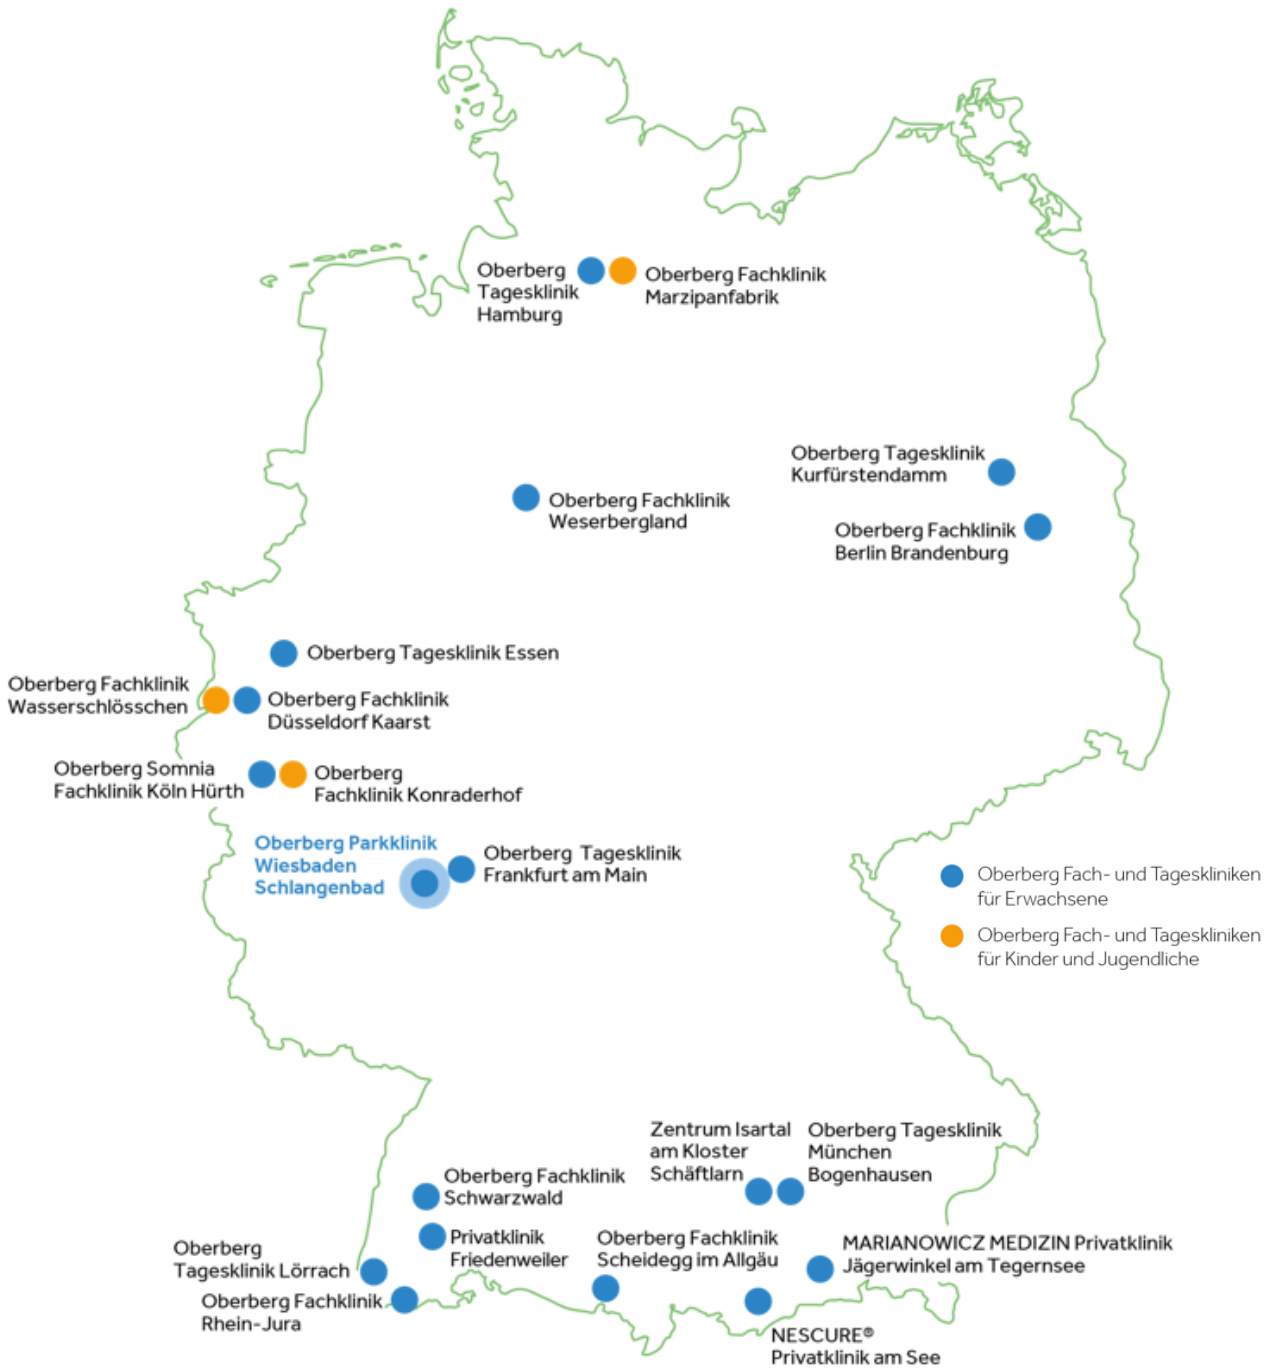 Oberberg
Tagesklinik
Hamburg
Oberberg Fachklinik
Marzipanfabrik
Oberberg Tagesklinik
Kurfürstendamm
Oberberg Fachklinik
Weserbergland
Oberberg Fachklinik
Berlin Brandenburg
Oberberg Tagesklinik Essen
Oberberg Fachklinik
Wasserschlösschen
Oberberg Fachklinik
Düsseldorf Kaarst
Oberberg Somnia
Fachklinik Köln Hürth
Oberberg
Fachklinik Konraderhof
Oberberg Parkklinik
Wiesbaden
Schlangenbad
Oberberg Tagesklinik
Frankfurt am Main
Oberberg Fach- und Tageskliniken
für Erwachsene
Oberberg Fach- und Tageskliniken
für Kinder und Jugendliche
Zentrum Isartal
am Kloster
Schäftlarn
Oberberg Tagesklinik
München
Bogenhausen
Oberberg Fachklinik
Schwarzwald
Privatklinik
Friedenweiler
Oberberg Fachklinik
Scheidegg im Allgäu
MARIANOWICZ MEDIZIN Privatklinik
Jägerwinkel am Tegernsee
Oberberg
Tagesklinik Lörrach
Oberberg Fachklinik
Rhein-Jura
NESCURE®
Privatklinik am See